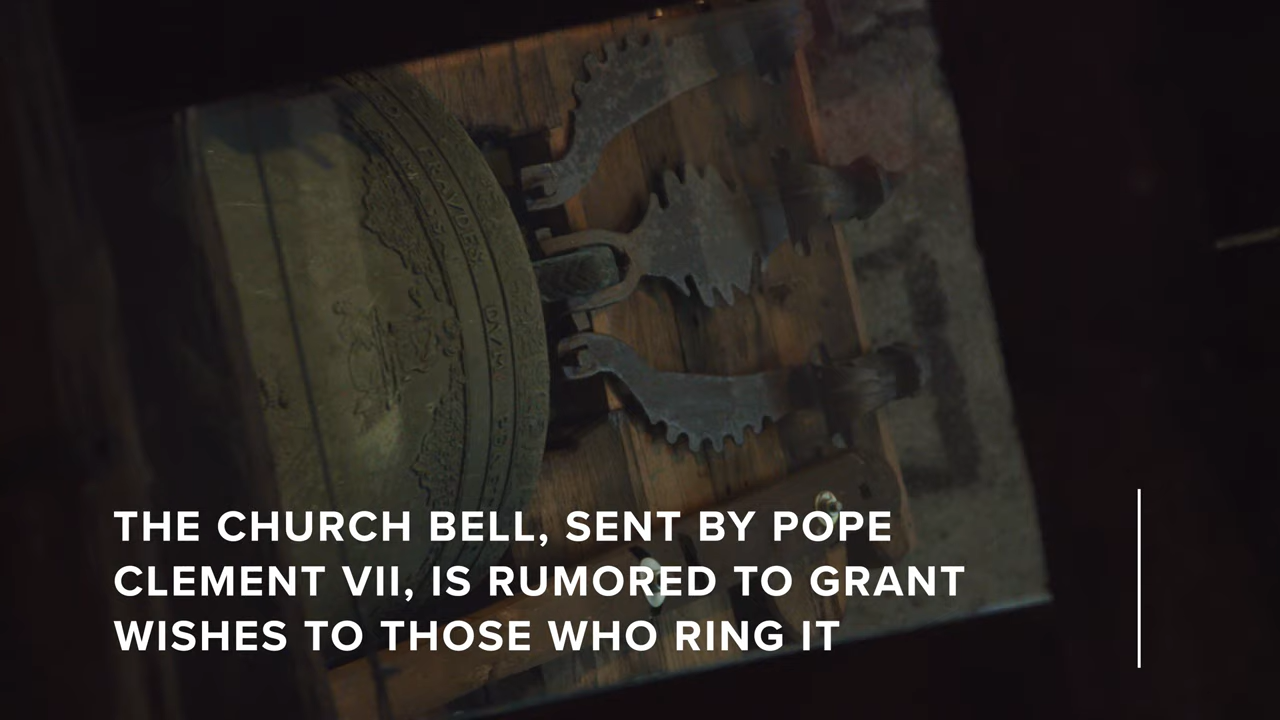 THE CHURCH BELL, SENT BY POPE
CLEMENT VII, IS RUMORED TO GRANT
WISHES TO THOSE WHO RING IT